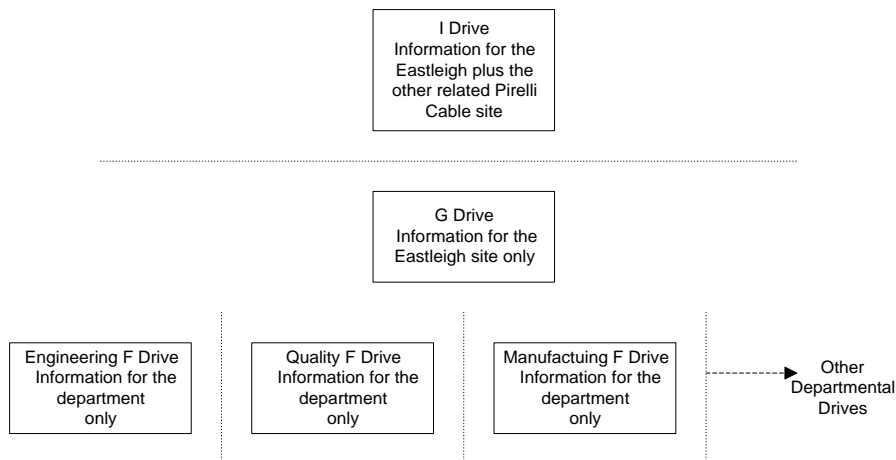 I Drive
Information for the
Eastleigh plus the
other related Pirelli
Cable site
G Drive
Information for the
Eastleigh site only
Engineering F Drive
Information for the
department
only
Quality F Drive
Information for the
department
only
Manufactuing F Drive
Information for the
department
only
Other
Departmental
Drives